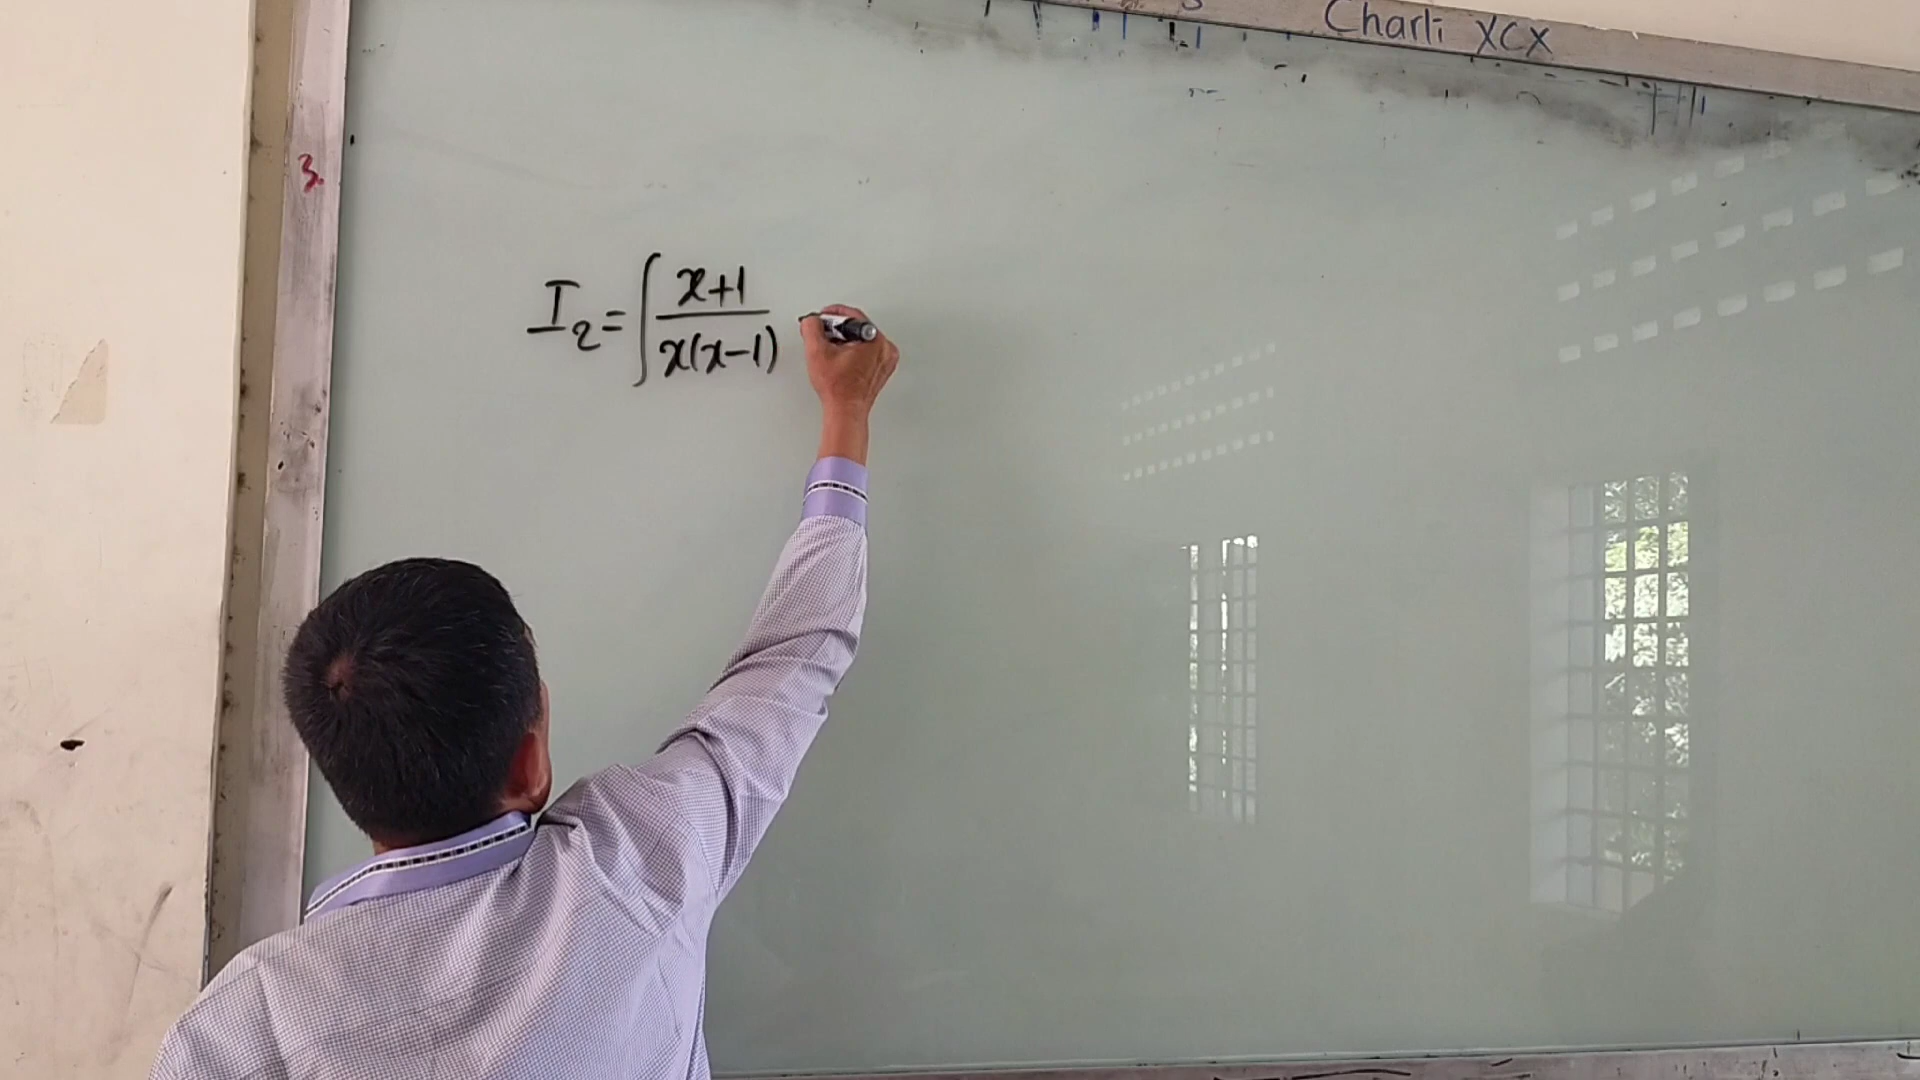 Charli XCX
3.
I₂ = ∫ (x+1)/(x(x-1))